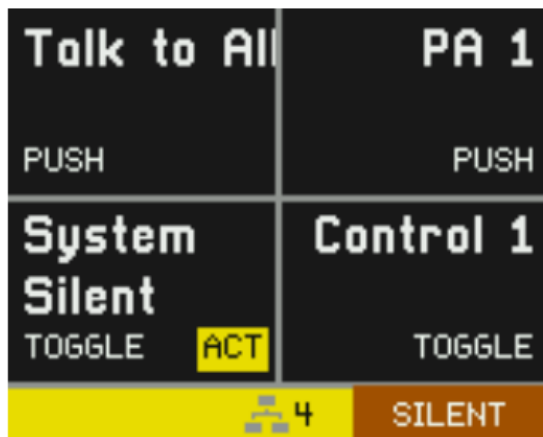 Talk to All
PA 1
PUSH
PUSH
System
Silent
TOGGLE ACT
Control 1
TOGGLE
4 SILENT